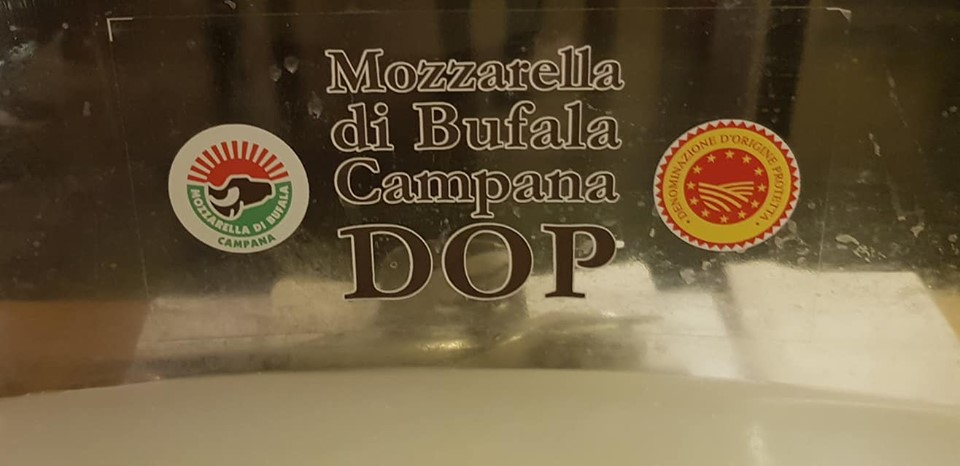 Mozzarella
di Bufala
Campana
DOP
MOZZARELLA DI BUFALA
CAMPANA
DENOMINAZIONE D'ORIGINE PROTETTA